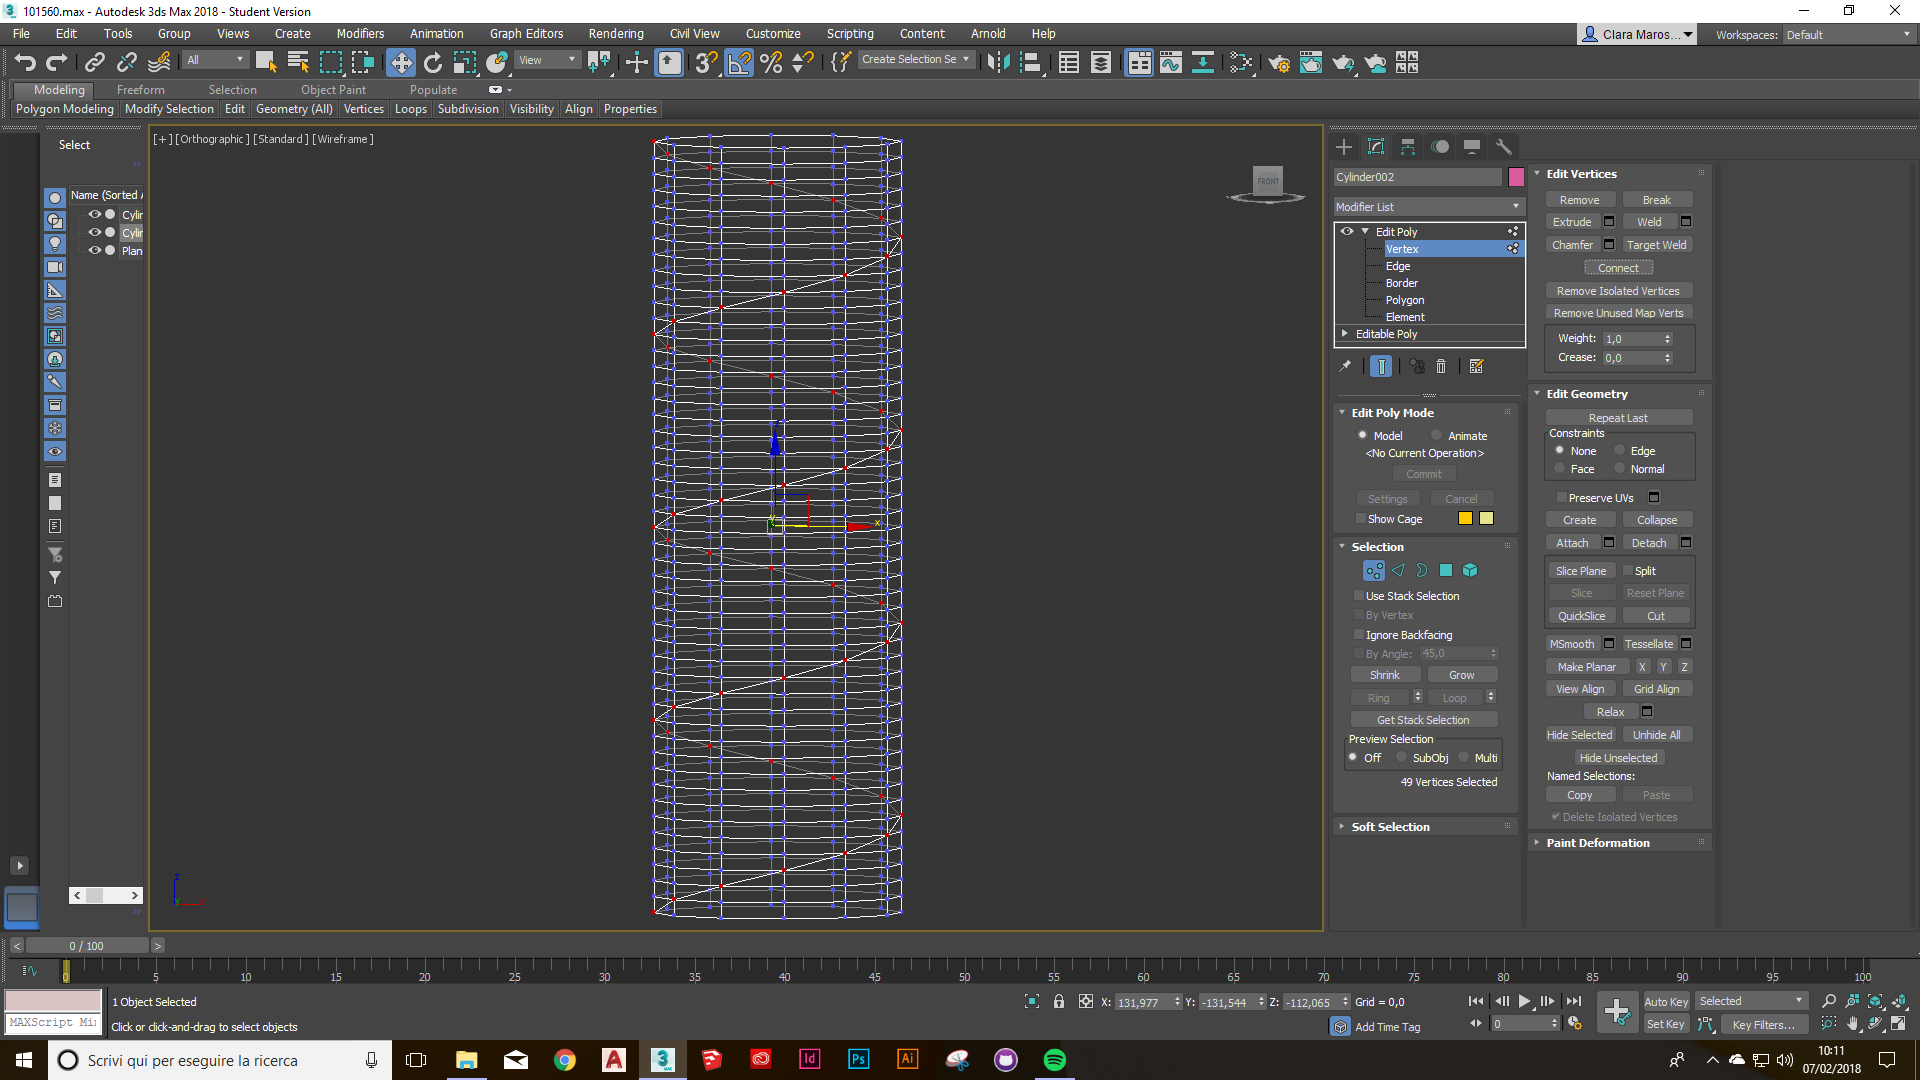 101560.max - Autodesk 3ds Max 2018 - Student Version
File Edit Tools Group Views Create Modifiers Animation Graph Editors Rendering Civil View Customize Scripting Content Arnold Help
Clara Maros... Workspaces: Default
All View Create Selection Se
Modeling Freeform Selection Object Paint Populate
Polygon Modeling Modify Selection Edit Geometry (All) Vertices Loops Subdivision Visibility Align Properties
Select
Name (Sorted A
Cylin
Cylin
Plan
[+] [Orthographic] [Standard] [Wireframe]
FRONT
x
z
Cylinder002
Modifier List
Edit Poly
Vertex
Edge
Border
Polygon
Element
Editable Poly
Edit Poly Mode
Model Animate
<No Current Operation>
Commit
Settings Cancel
Show Cage
Selection
Use Stack Selection
By Vertex
Ignore Backfacing
By Angle: 45,0
Shrink Grow
Ring Loop
Get Stack Selection
Preview Selection
Off SubObj Multi
49 Vertices Selected
Soft Selection
Edit Vertices
Remove Break
Extrude Weld
Chamfer Target Weld
Connect
Remove Isolated Vertices
Remove Unused Map Verts
Weight: 1,0
Crease: 0,0
Edit Geometry
Repeat Last
Constraints
None Edge
Face Normal
Preserve UVs
Create Collapse
Attach Detach
Slice Plane Split
Slice Reset Plane
QuickSlice Cut
MSmooth Tessellate
Make Planar X Y Z
View Align Grid Align
Relax
Hide Selected Unhide All
Hide Unselected
Named Selections:
Copy Paste
Delete Isolated Vertices
Paint Deformation
< 0 / 100 >
0 5 10 15 20 25 30 35 40 45 50 55 60 65 70 75 80 85 90 95 100
1 Object Selected
X: 131,977 Y: -131,544 Z: -112,065 Grid = 0,0
Auto Key Selected
MAXScript Mi
Click or click-and-drag to select objects
Add Time Tag
0
Set Key Key Filters...
Scrivi qui per eseguire la ricerca
A 3 MAX Id Ps Ai
10:11
07/02/2018